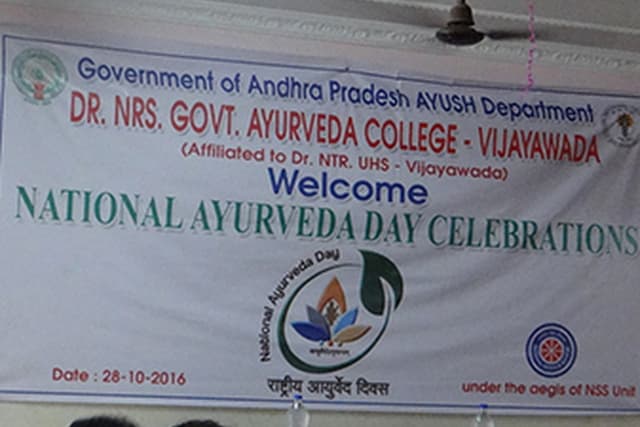 Government of Andhra Pradesh AYUSH Department
DR. NRS. GOVT. AYURVEDA COLLEGE - VIJAYAWADA
(Affiliated to Dr. NTR. UHS - Vijayawada)
Welcome
NATIONAL AYURVEDA DAY CELEBRATIONS
National Ayurveda Day
राष्ट्रीय आयुर्वेद दिवस
Date : 28-10-2016
under the aegis of NSS Unit